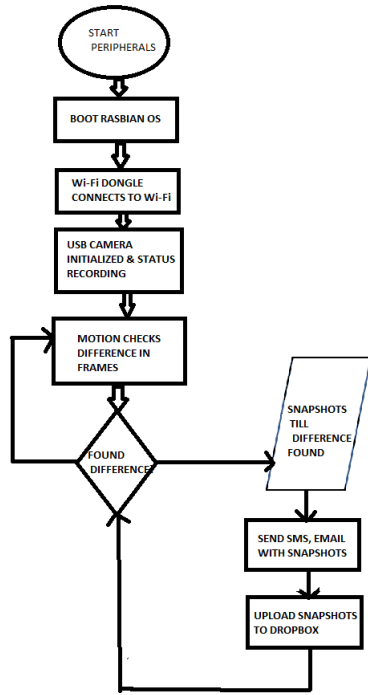 START
PERIPHERALS
BOOT RASBIAN OS
Wi-Fi DONGLE
CONNECTS TO Wi-Fi
USB CAMERA
INITIALIZED & STATUS
RECORDING
MOTION CHECKS
DIFFERENCE IN
FRAMES
FOUND
DIFFERENCE?
SNAPSHOTS
TILL
DIFFERENCE
FOUND
SEND SMS, EMAIL
WITH SNAPSHOTS
UPLOAD SNAPSHOTS
TO DROPBOX